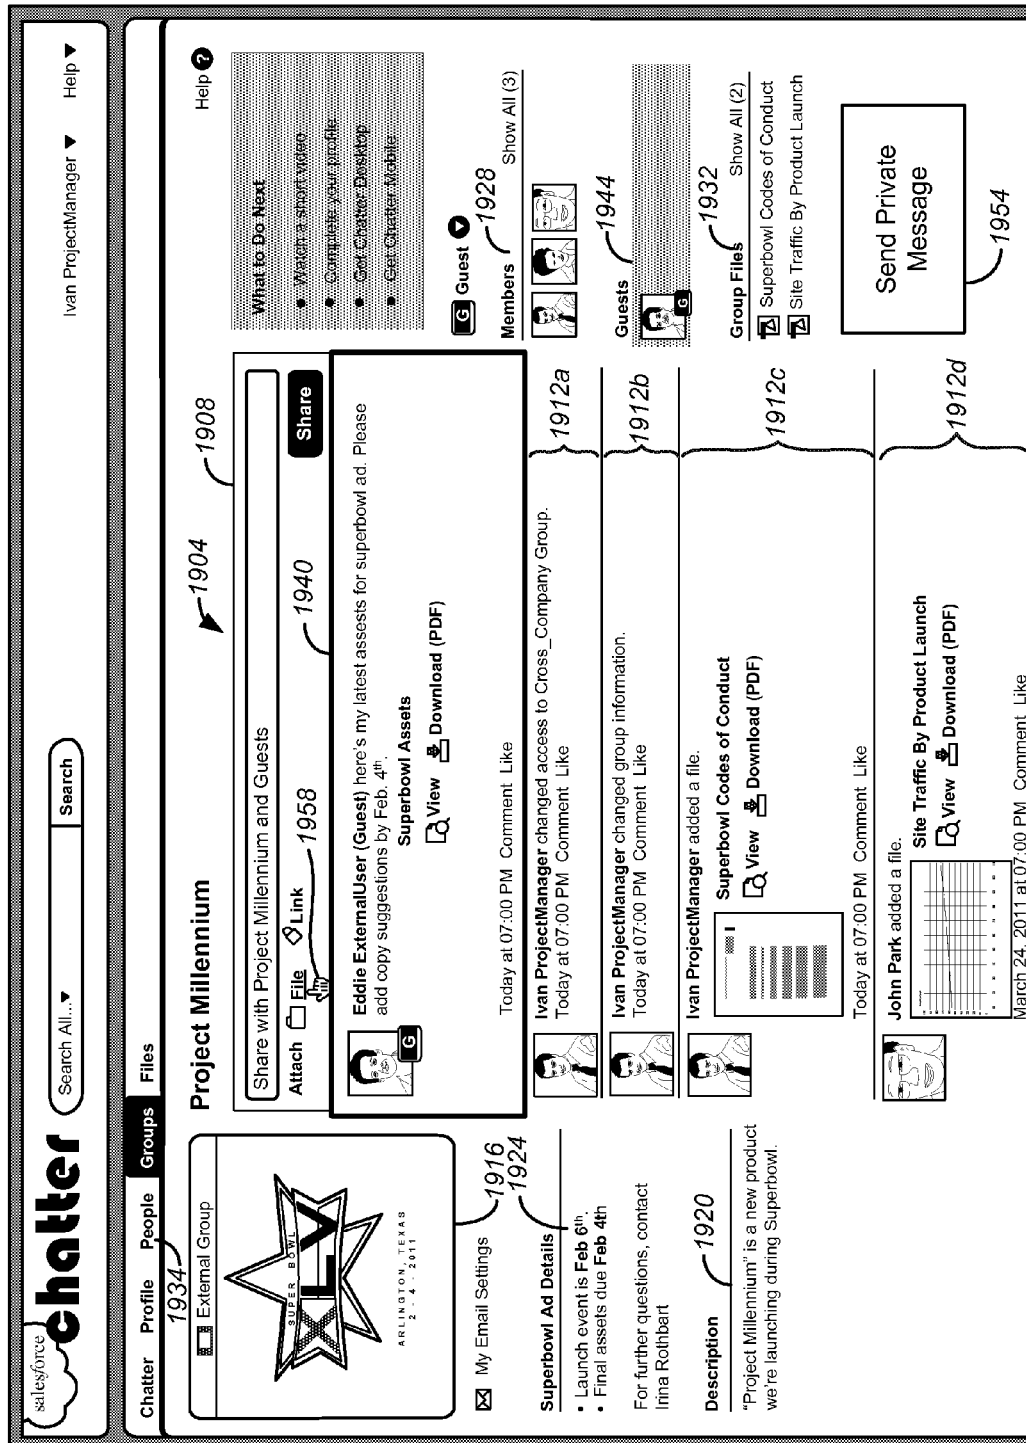 salesforce
chatter
Search All...
Search
Ivan ProjectManager
Help
Chatter
Profile
People
Groups
Files
1934
External Group
SUPER BOWL
XLV
ARLINGTON, TEXAS
2 - 4 - 2011
1916
My Email Settings
1924
Superbowl Ad Details
• Launch event is Feb 6th.
• Final assets due Feb 4th
For further questions, contact
Irina Rothbart
Description
1920
"Project Millennium" is a new product
we're launching during Superbowl.
Project Millennium
1904
1908
Share with Project Millennium and Guests
Attach File Link
1958
Share
1940
Eddie ExternalUser (Guest) here's my latest assests for superbowl ad. Please
add copy suggestions by Feb. 4th.
Superbowl Assets
View Download (PDF)
G
Today at 07:00 PM Comment Like
Ivan ProjectManager changed access to Cross_Company Group.
Today at 07:00 PM Comment Like
1912a
Ivan ProjectManager changed group information.
Today at 07:00 PM Comment Like
1912b
Ivan ProjectManager added a file.
Superbowl Codes of Conduct
View Download (PDF)
Today at 07:00 PM Comment Like
1912c
John Park added a file.
Site Traffic By Product Launch
View Download (PDF)
March 24, 2011 at 07:00 PM Comment Like
1912d
Help ?
What to Do Next
• Watch a short video
• Complete your profile
• Get Chatter Desktop
• Get Chatter Mobile
G Guest
1928
Members Show All (3)
1944
Guests
G
1932
Group Files Show All (2)
Superbowl Codes of Conduct
Site Traffic By Product Launch
Send Private
Message
1954